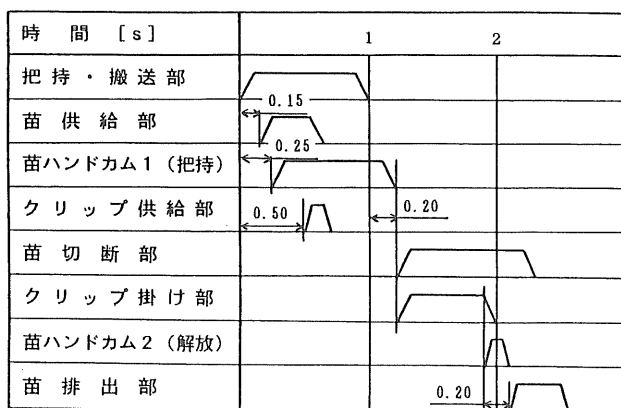 時間 [s] 1 2
把持・搬送部
0.15
苗供給部
0.25
苗ハンドカム1(把持)
クリップ供給部 0.50 0.20
苗切断部
クリップ掛け部
苗ハンドカム2(解放)
苗排出部 0.20